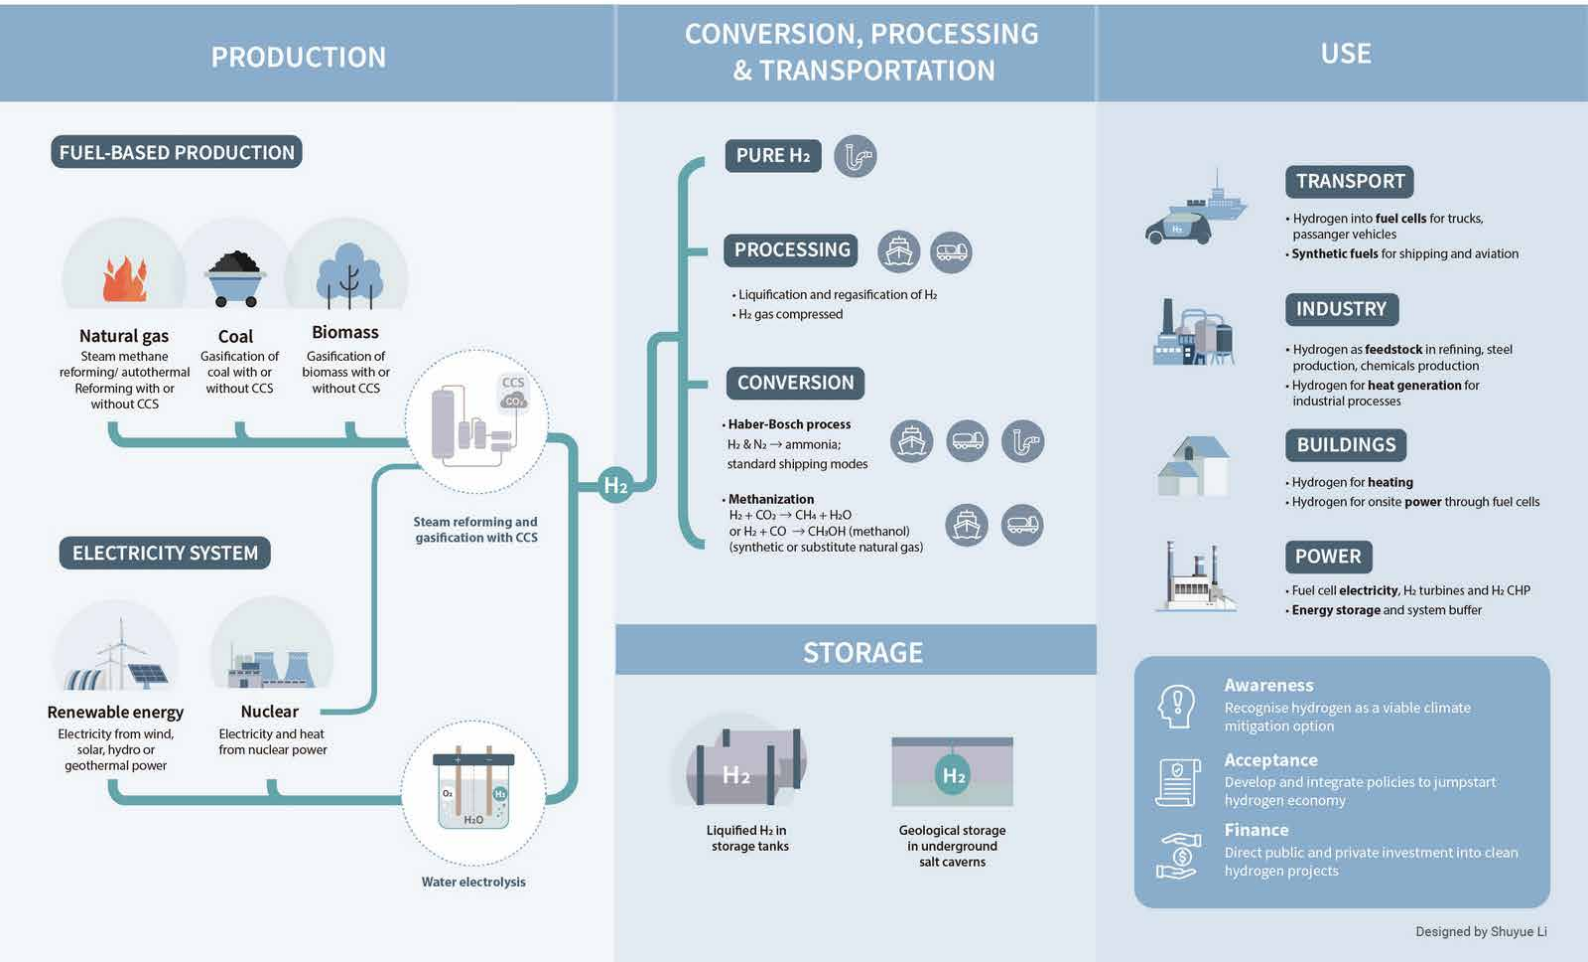 PRODUCTION
FUEL-BASED PRODUCTION
Natural gas
Steam methane
reforming/ autothermal
Reforming with or
without CCS
Coal
Gasification of
coal with or
without CCS
Biomass
Gasification of
biomass with or
without CCS
CCS
CO₂
Steam reforming and
gasification with CCS
ELECTRICITY SYSTEM
Renewable energy
Electricity from wind,
solar, hydro or
geothermal power
Nuclear
Electricity and heat
from nuclear power
O₂
H₂
H₂O
Water electrolysis
H₂
CONVERSION, PROCESSING
& TRANSPORTATION
PURE H₂
PROCESSING
• Liquification and regasification of H₂
• H₂ gas compressed
CONVERSION
• Haber-Bosch process
H₂ & N₂ → ammonia;
standard shipping modes
• Methanization
H₂ + CO₂ → CH₄ + H₂O
or H₂ + CO → CH₃OH (methanol)
(synthetic or substitute natural gas)
STORAGE
H₂
Liquified H₂ in
storage tanks
H₂
Geological storage
in underground
salt caverns
USE
H₂
TRANSPORT
• Hydrogen into fuel cells for trucks,
passanger vehicles
• Synthetic fuels for shipping and aviation
INDUSTRY
• Hydrogen as feedstock in refining, steel
production, chemicals production
• Hydrogen for heat generation for
industrial processes
BUILDINGS
• Hydrogen for heating
• Hydrogen for onsite power through fuel cells
POWER
• Fuel cell electricity, H₂ turbines and H₂ CHP
• Energy storage and system buffer
Awareness
Recognise hydrogen as a viable climate
mitigation option
Acceptance
Develop and integrate policies to jumpstart
hydrogen economy
Finance
Direct public and private investment into clean
hydrogen projects
Designed by Shuyue Li